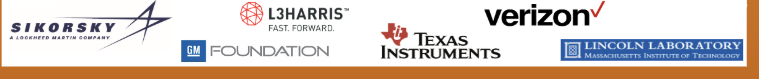 SIKORSKY
A LOCKHEED MARTIN COMPANY
L3HARRIS™
FAST. FORWARD.
verizon✓
GM FOUNDATION
TEXAS
INSTRUMENTS
LINCOLN LABORATORY
MASSACHUSETTS INSTITUTE OF TECHNOLOGY